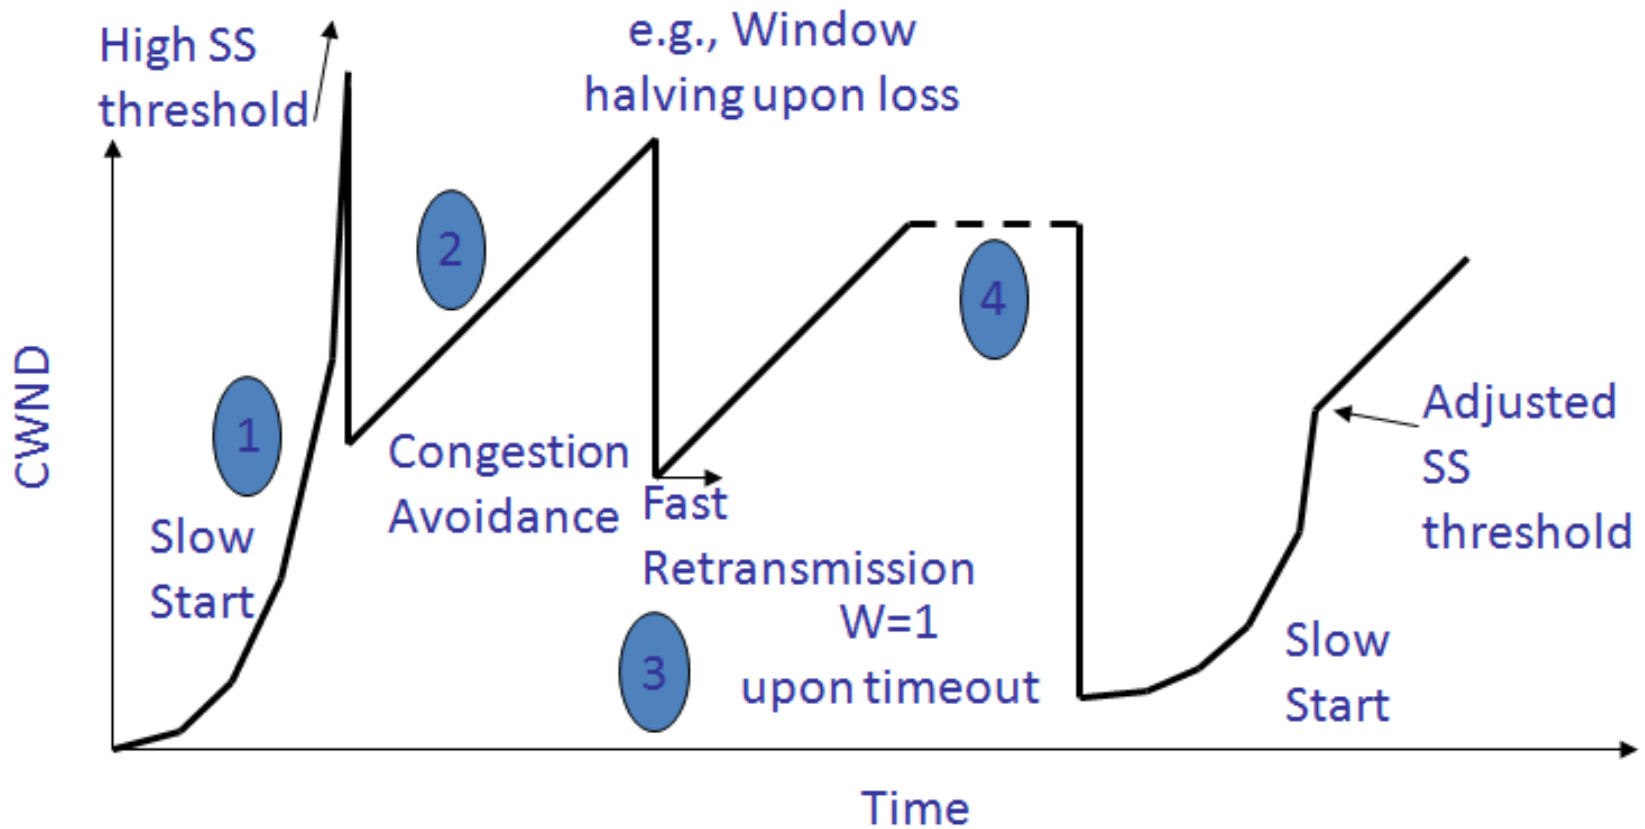 High SS
threshold
e.g., Window
halving upon loss
2
4
1
CWND
Congestion
Avoidance
Slow
Start
Fast
Retransmission
W=1
upon timeout
3
Adjusted
SS
threshold
Slow
Start
Time